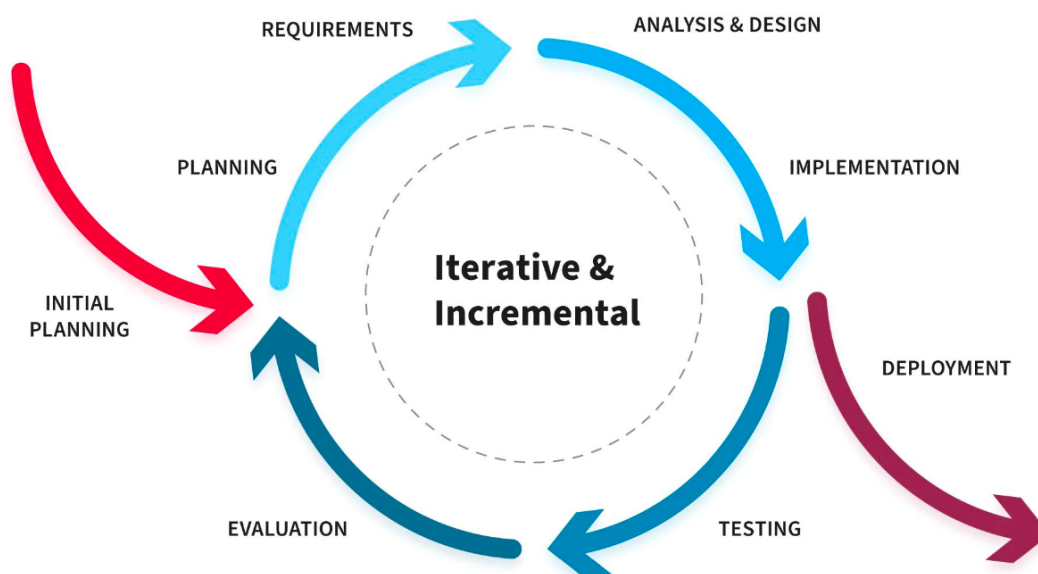 REQUIREMENTS
ANALYSIS & DESIGN
PLANNING
IMPLEMENTATION
Iterative &
Incremental
INITIAL
PLANNING
DEPLOYMENT
EVALUATION
TESTING